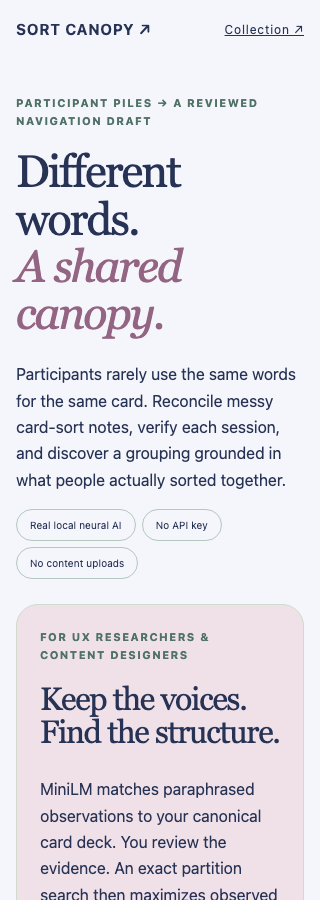 SORT CANOPY ↗
Collection ↗
PARTICIPANT PILES → A REVIEWED
NAVIGATION DRAFT
Different
words.
A shared
canopy.
Participants rarely use the same words
for the same card. Reconcile messy
card-sort notes, verify each session,
and discover a grouping grounded in
what people actually sorted together.
Real local neural AI
No API key
No content uploads
FOR UX RESEARCHERS &
CONTENT DESIGNERS
Keep the voices.
Find the structure.
MiniLM matches paraphrased
observations to your canonical
card deck. You review the
evidence. An exact partition
search then maximizes observed